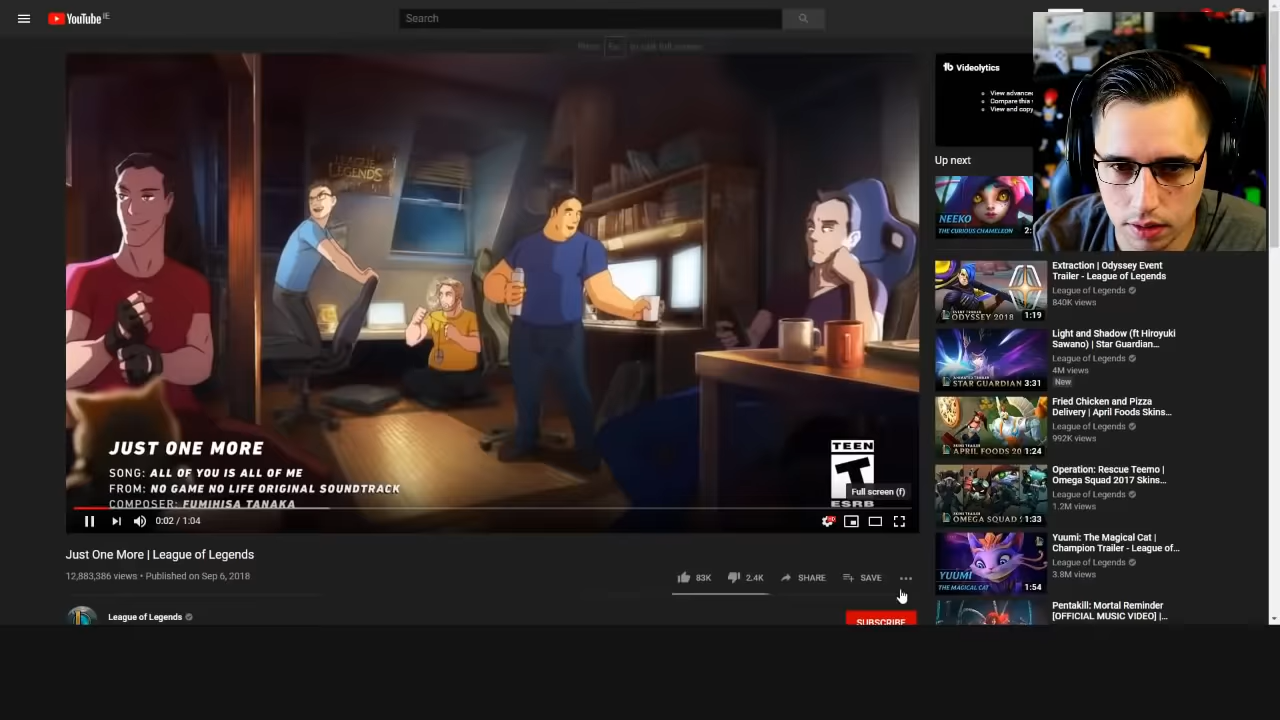 YouTube IE
Search
Videolytics
View advanced
Compare this
View and copy
Up next
NEEKO
THE CURIOUS CHAMELEON
2:
LEAGUE
LEGENDS
JUST ONE MORE
SONG: ALL OF YOU IS ALL OF ME
FROM: NO GAME NO LIFE ORIGINAL SOUNDTRACK
COMPOSER: FUMIHISA TANAKA
TEEN
T
ESRB
Full screen (f)
0:02 / 1:04
Just One More | League of Legends
12,883,386 views • Published on Sep 6, 2018
83K
2.4K
SHARE
SAVE
League of Legends
SUBSCRIBE
ODYSSEY 2018
1:19
Extraction | Odyssey Event
Trailer - League of Legends
League of Legends
840K views
STAR GUARDIAN
3:31
Light and Shadow (ft Hiroyuki
Sawano) | Star Guardian…
League of Legends
4M views
New
APRIL FOODS 20
1:24
Fried Chicken and Pizza
Delivery | April Foods Skins…
League of Legends
992K views
OMEGA SQUAD
1:33
Operation: Rescue Teemo |
Omega Squad 2017 Skins…
League of Legends
1.2M views
YUUMI
THE MAGICAL CAT
1:54
Yuumi: The Magical Cat |
Champion Trailer - League of…
League of Legends
3.8M views
Pentakill: Mortal Reminder
[OFFICIAL MUSIC VIDEO] |…